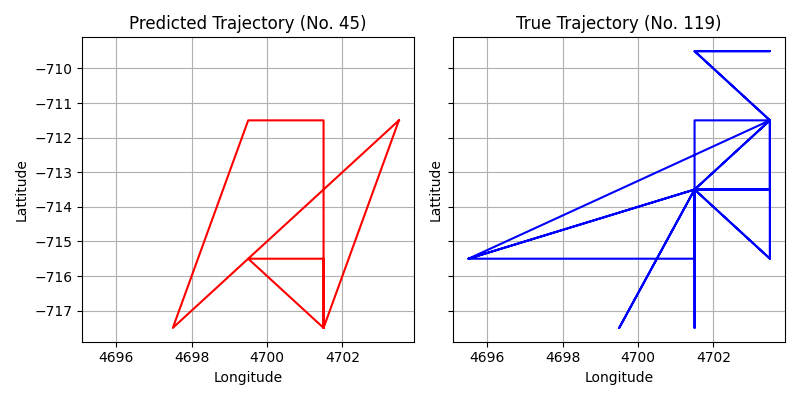 Predicted Trajectory (No. 45)
True Trajectory (No. 119)
Lattitude
−710
−711
−712
−713
−714
−715
−716
−717
4696
4698
4700
4702
Longitude
Lattitude
4696
4698
4700
4702
Longitude